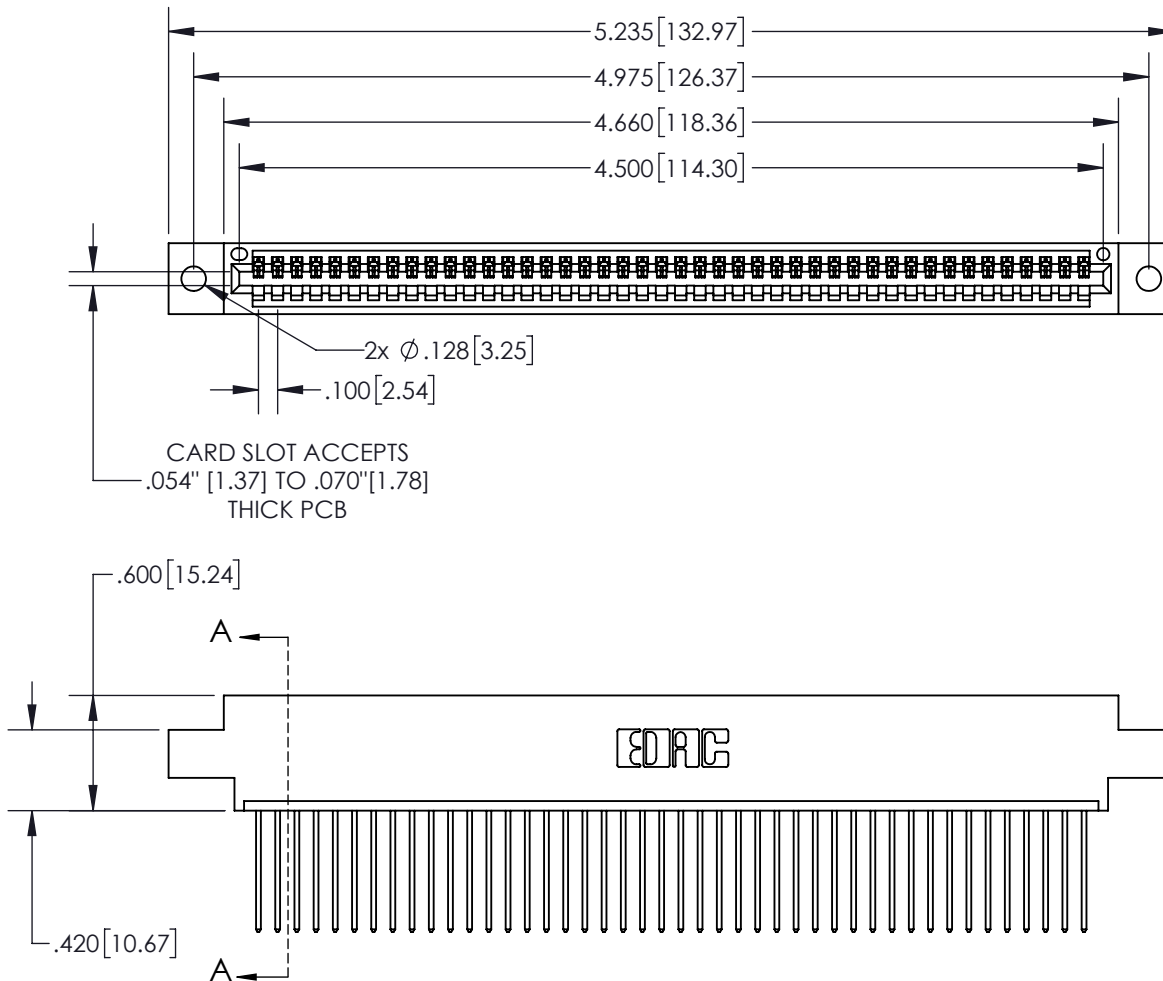 5.235[132.97]
4.975[126.37]
4.660[118.36]
4.500[114.30]
2x Ø.128[3.25]
.100[2.54]
CARD SLOT ACCEPTS
.054" [1.37] TO .070"[1.78]
THICK PCB
.600[15.24]
A
EDAC
.420[10.67]
A